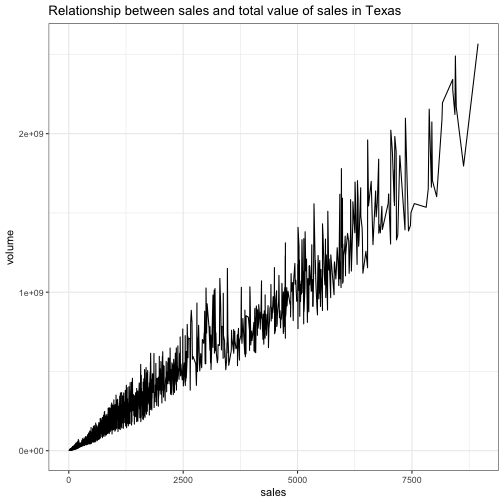 Relationship between sales and total value of sales in Texas
volume
2e+09
1e+09
0e+00
0 2500 5000 7500
sales